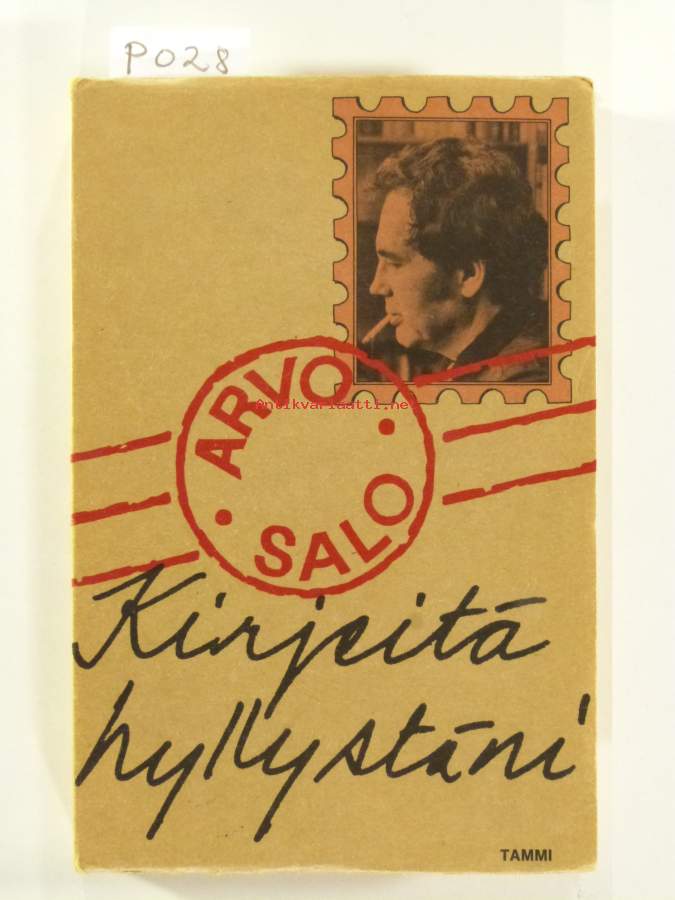 P028
ARVO
Antikvariaatti.net
SALO
Kirjeitä
hyllystäni
TAMMI